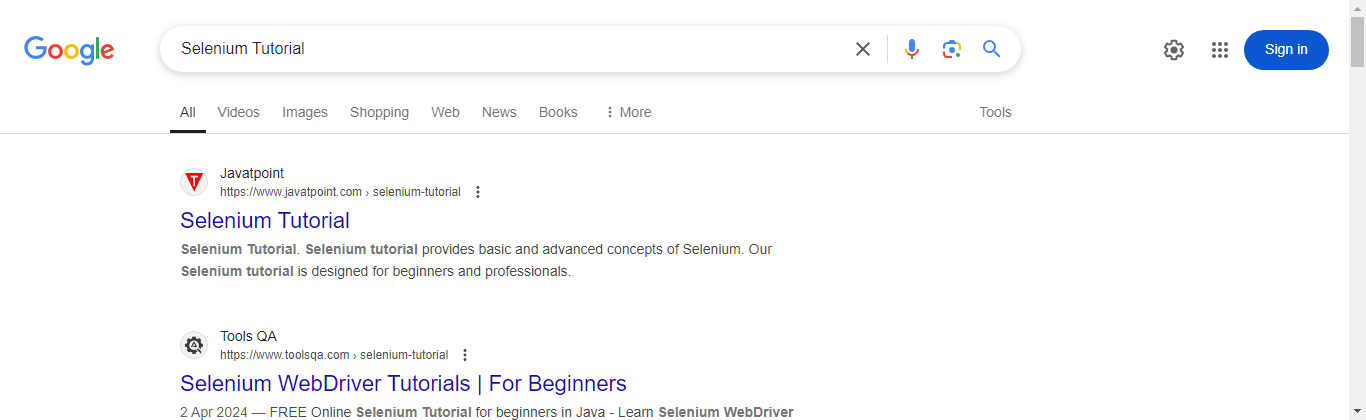 Google
Selenium Tutorial
Sign in
All Videos Images Shopping Web News Books More Tools
Javatpoint
https://www.javatpoint.com › selenium-tutorial
Selenium Tutorial
Selenium Tutorial. Selenium tutorial provides basic and advanced concepts of Selenium. Our
Selenium tutorial is designed for beginners and professionals.
Tools QA
https://www.toolsqa.com › selenium-tutorial
Selenium WebDriver Tutorials | For Beginners
2 Apr 2024 — FREE Online Selenium Tutorial for beginners in Java - Learn Selenium WebDriver